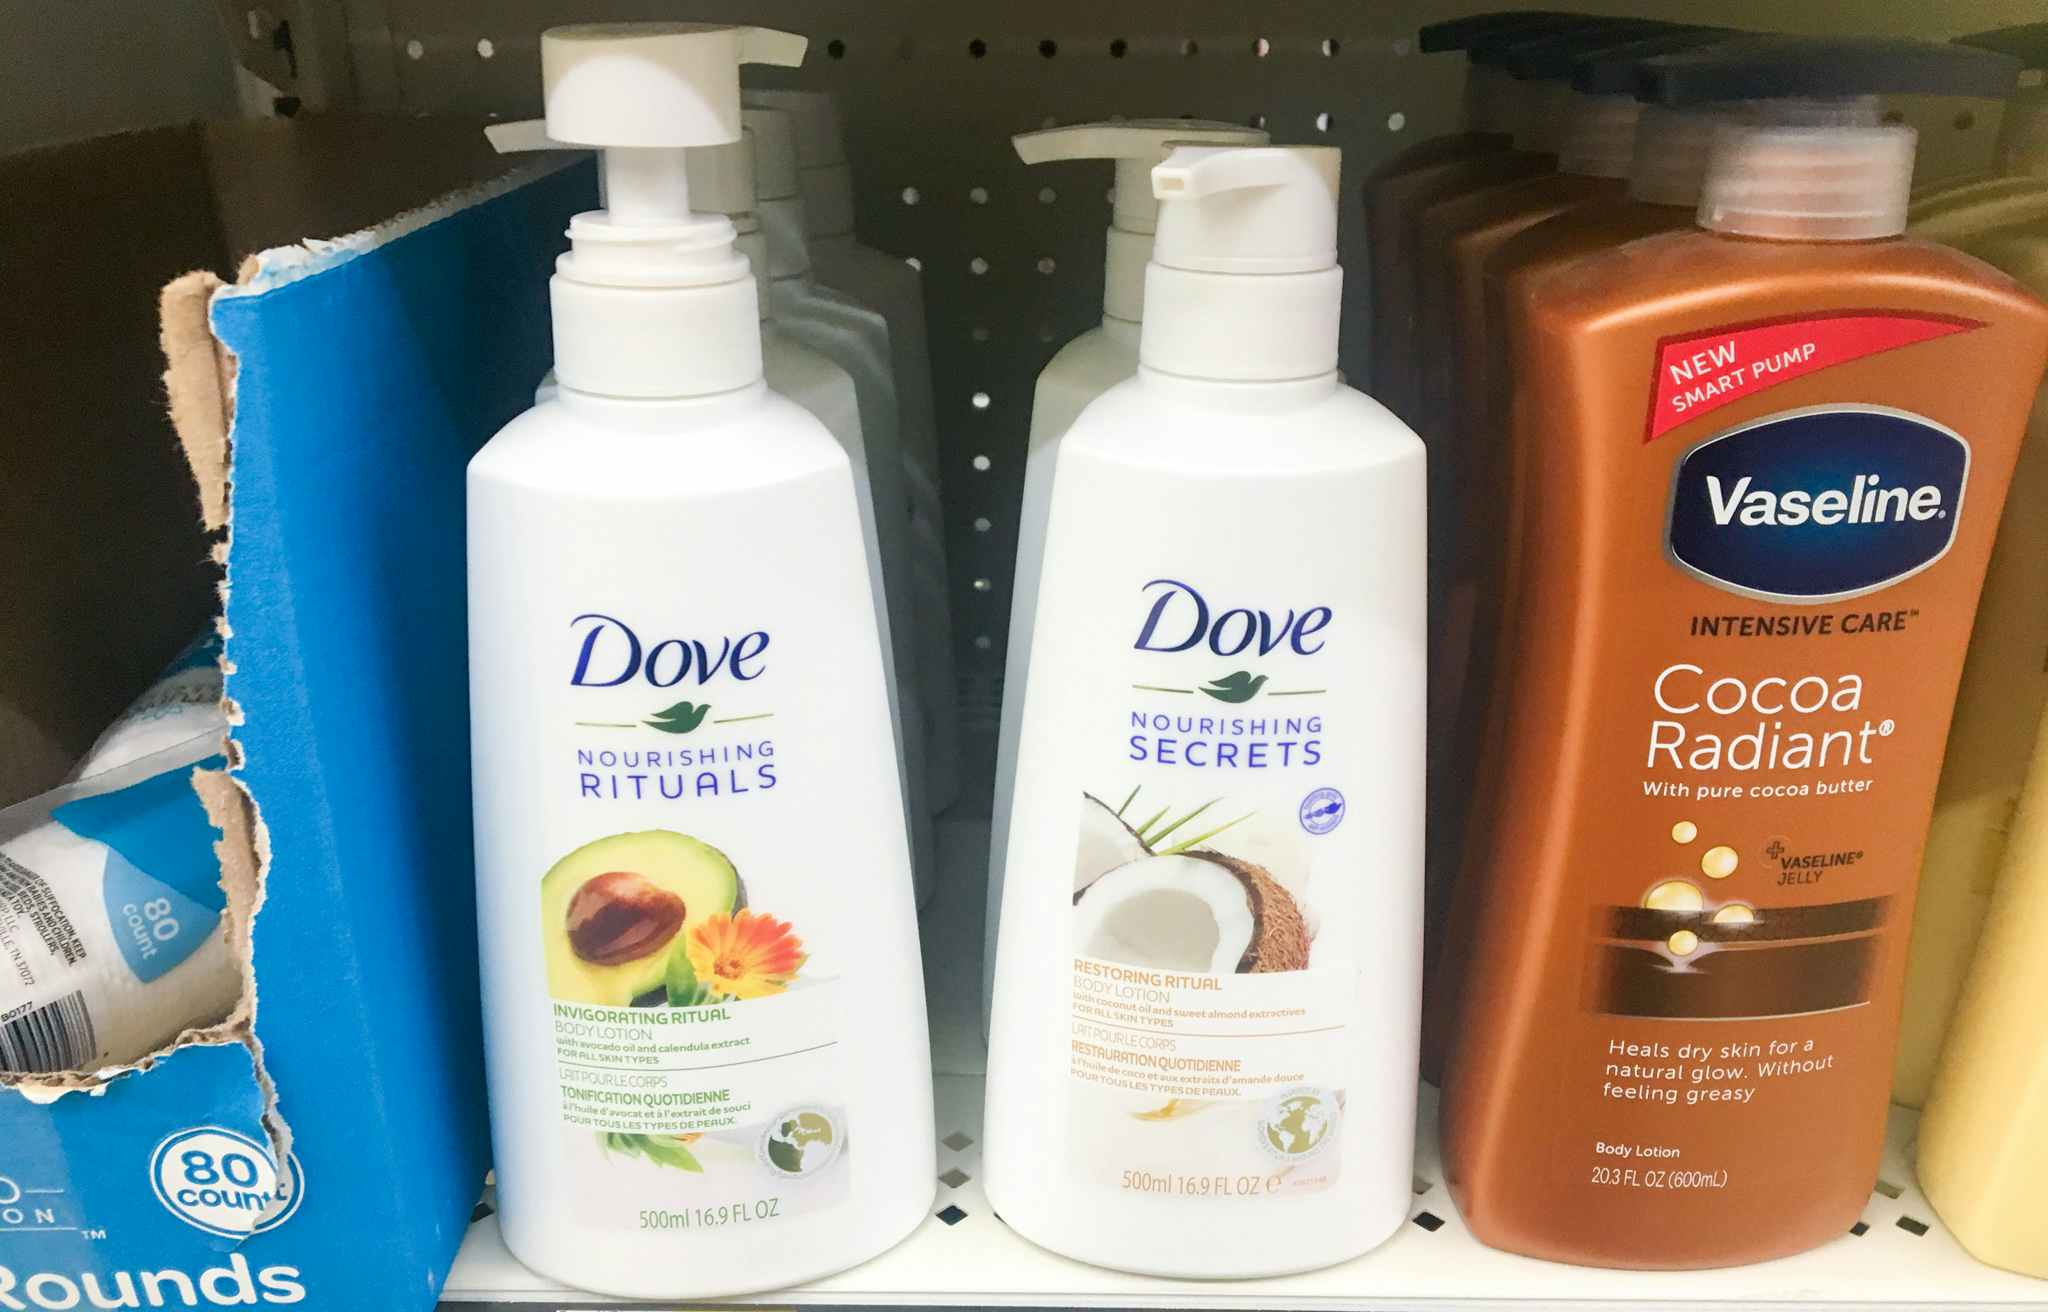 80
count
80
count
TM
Rounds
Dove
NOURISHING
RITUALS
INVIGORATING RITUAL
BODY LOTION
with avocado oil and calendula extract
FOR ALL SKIN TYPES
LAIT POUR LE CORPS
TONIFICATION QUOTIDIENNE
à l'huile d'avocat et à l'extrait de souci
POUR TOUS LES TYPES DE PEAUX.
500ml 16.9 FL OZ
Dove
NOURISHING
SECRETS
RESTORING RITUAL
BODY LOTION
with coconut oil and sweet almond extractives
FOR ALL SKIN TYPES
LAIT POUR LE CORPS
RESTAURATION QUOTIDIENNE
à l'huile de coco et aux extraits d'amande douce
POUR TOUS LES TYPES DE PEAUX.
500ml 16.9 FL OZ e
NEW
SMART PUMP
Vaseline®
INTENSIVE CARE™
Cocoa
Radiant®
With pure cocoa butter
+VASELINE®
JELLY
Heals dry skin for a
natural glow. Without
feeling greasy
Body Lotion
20.3 FL OZ (600mL)